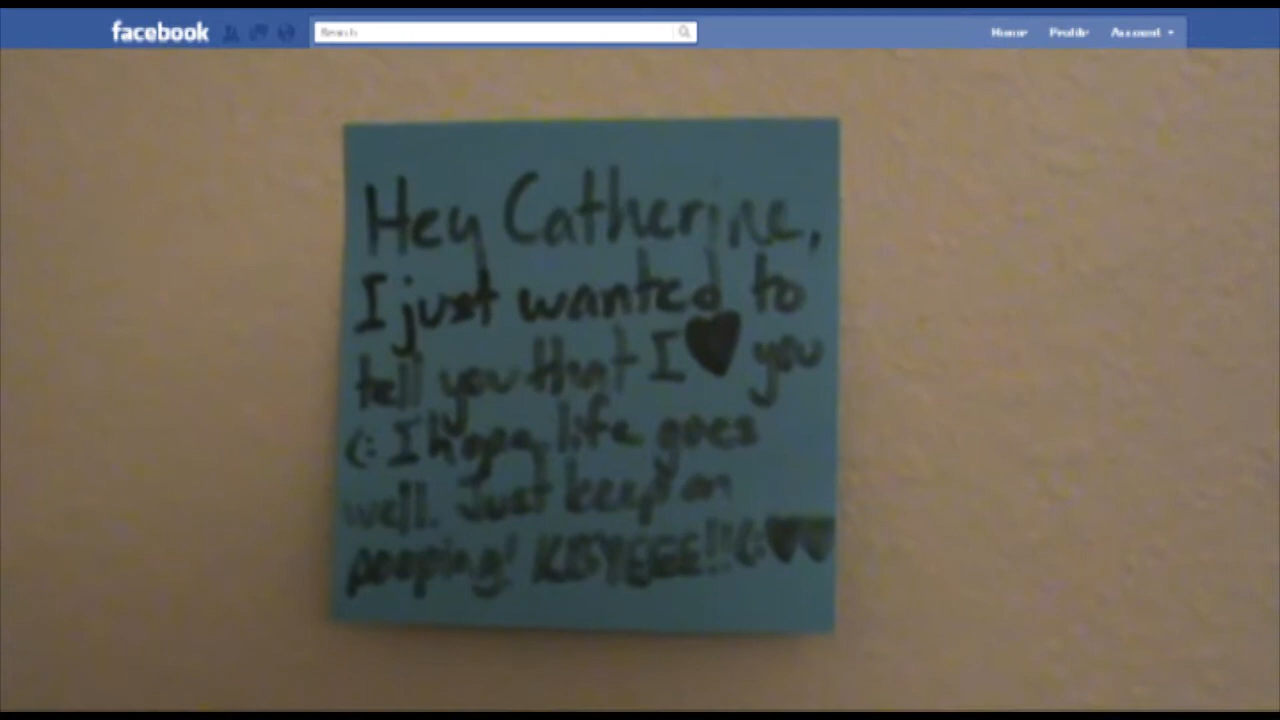 facebook
Search
Home Profile Account
Hey Catherine,
I just wanted to
tell you that I ♥ you
(: I hope life goes
well. Just keep on
pooping! KBYEEE!! (: ♥♥